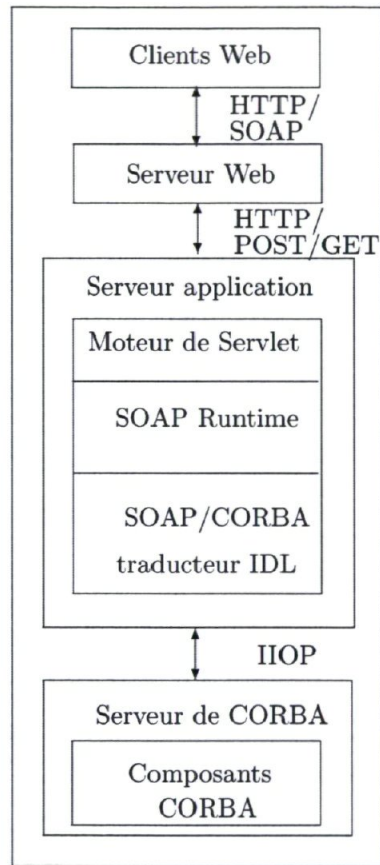 Clients Web
HTTP/
SOAP
Serveur Web
HTTP/
POST/GET
Serveur application
Moteur de Servlet
SOAP Runtime
SOAP/CORBA
traducteur IDL
IIOP
Serveur de CORBA
Composants
CORBA